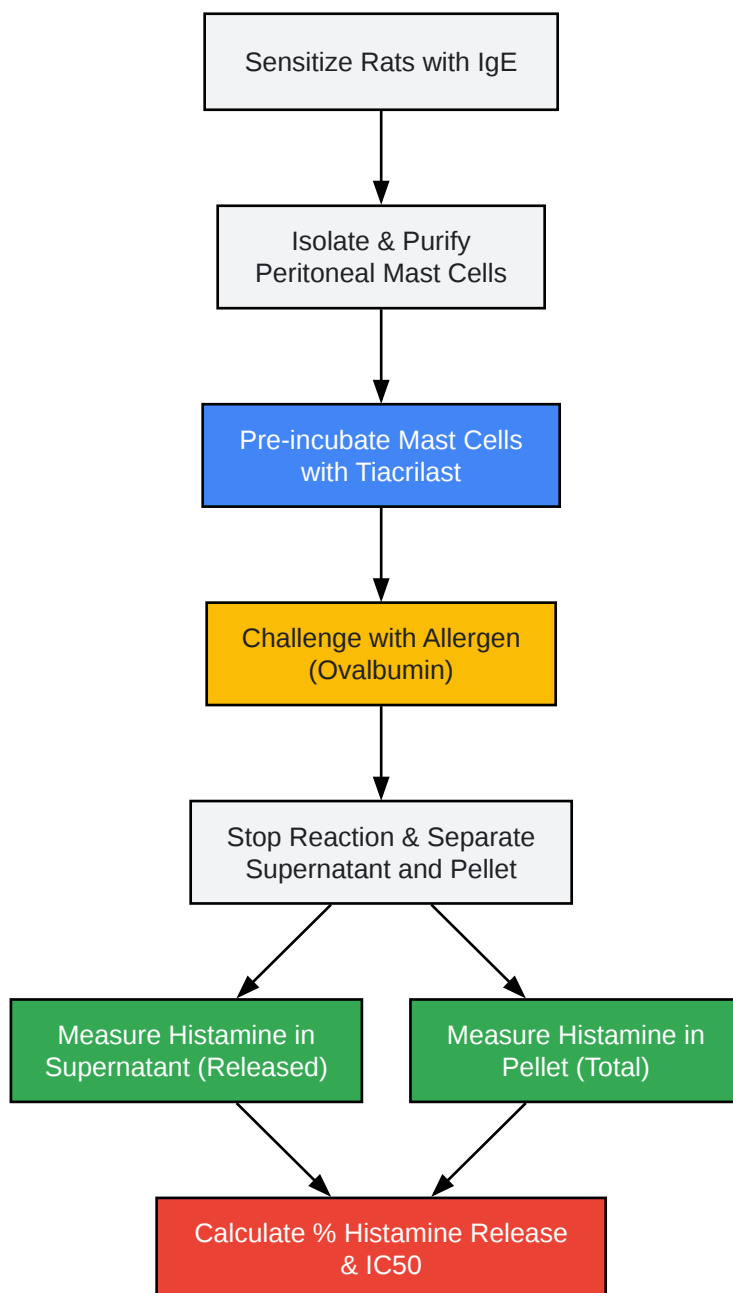 Sensitize Rats with IgE
Isolate & Purify
Peritoneal Mast Cells
Pre-incubate Mast Cells
with Tiacrilast
Challenge with Allergen
(Ovalbumin)
Stop Reaction & Separate
Supernatant and Pellet
Measure Histamine in
Supernatant (Released)
Measure Histamine in
Pellet (Total)
Calculate % Histamine Release
& IC50